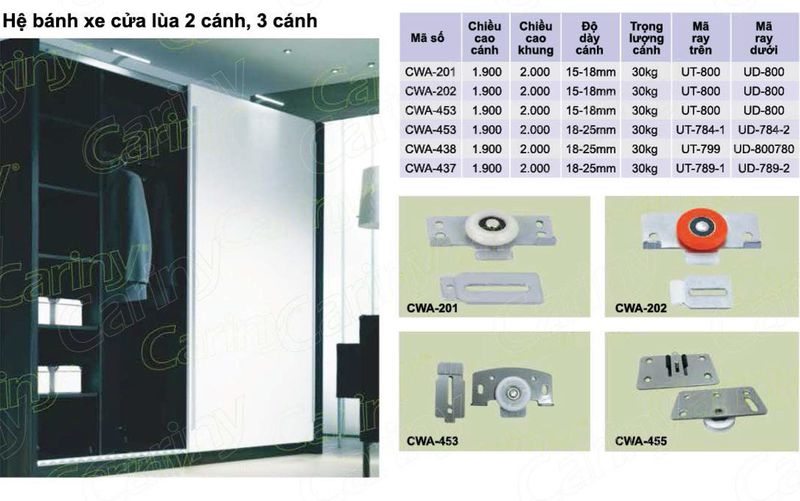 Hệ bánh xe cửa lùa 2 cánh, 3 cánh
Mã số Chiều cao cánh Chiều cao khung Độ dày cánh Trọng lượng cánh Mã ray trên Mã ray dưới
CWA-201 1.900 2.000 15-18mm 30kg UT-800 UD-800
CWA-202 1.900 2.000 15-18mm 30kg UT-800 UD-800
CWA-453 1.900 2.000 15-18mm 30kg UT-800 UD-800
CWA-453 1.900 2.000 18-25mm 30kg UT-784-1 UD-784-2
CWA-438 1.900 2.000 18-25mm 30kg UT-799 UD-800780
CWA-437 1.900 2.000 18-25mm 30kg UT-789-1 UD-789-2
CWA-201
CWA-202
CWA-453
CWA-455
Cariny®